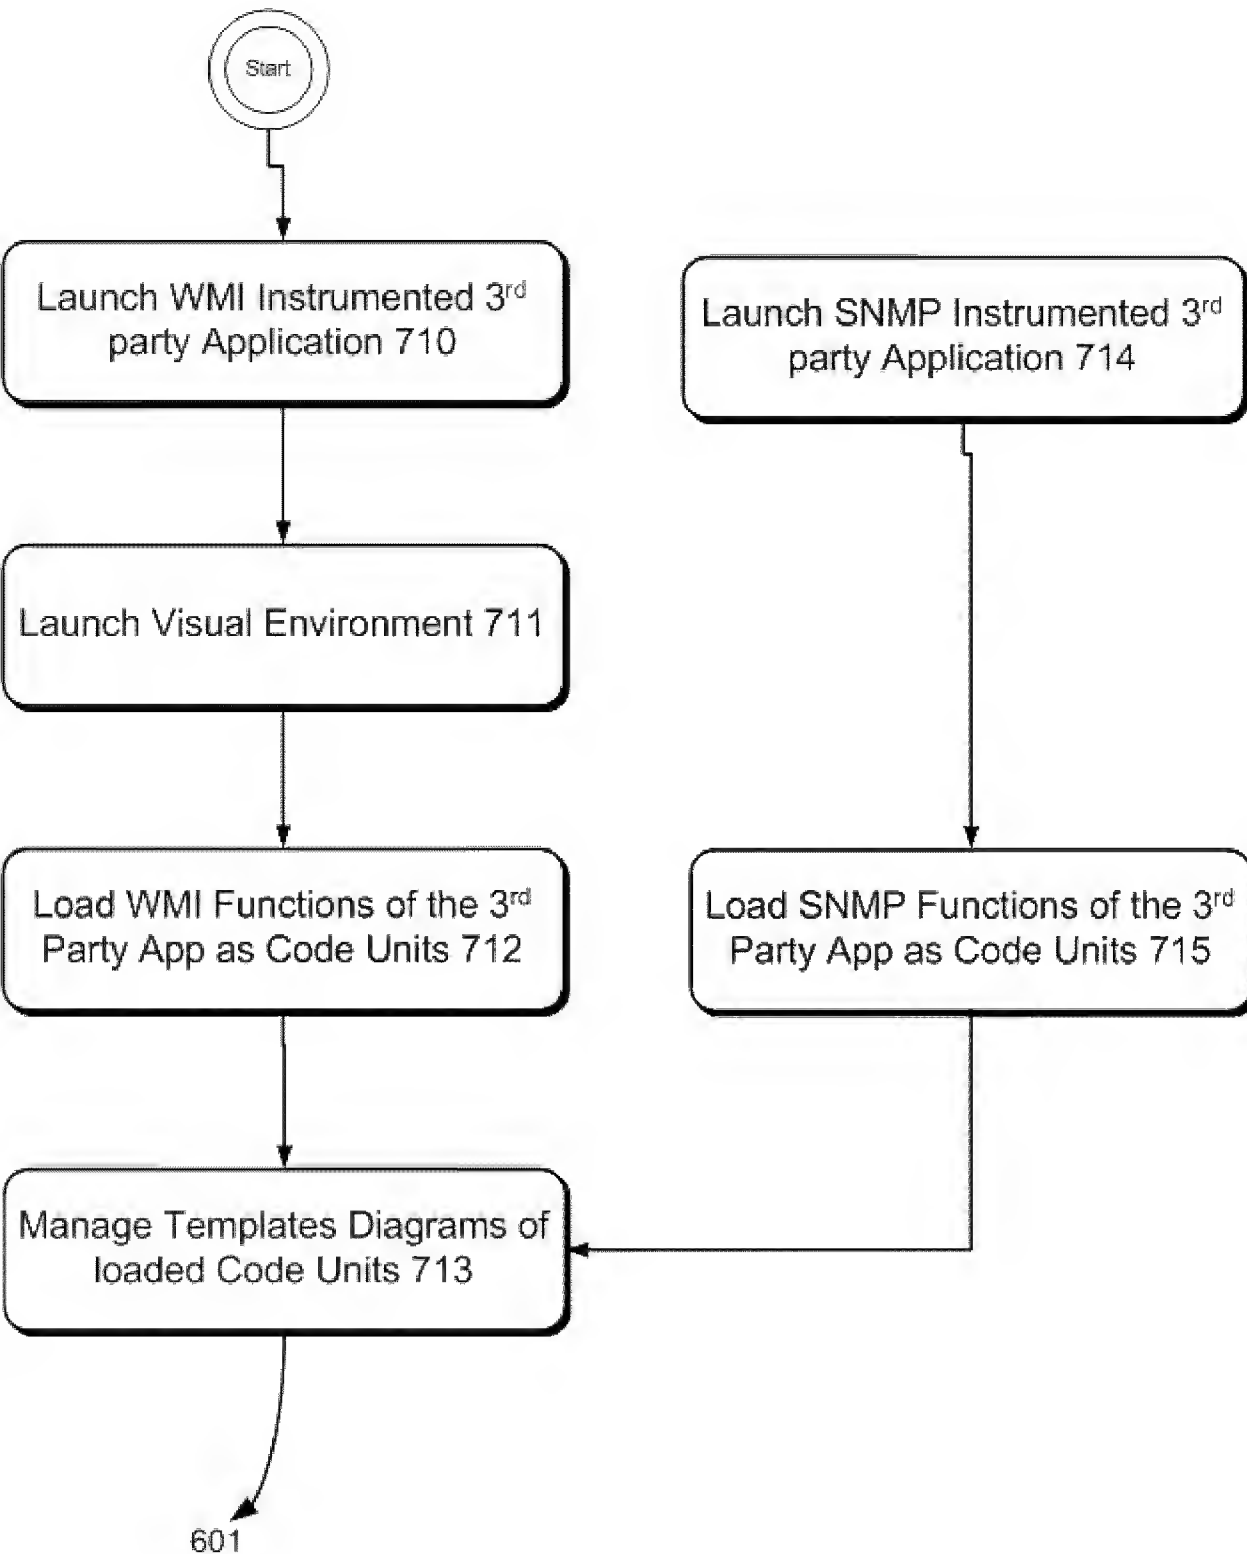 Start
Launch WMI Instrumented 3rd
party Application 710
Launch SNMP Instrumented 3rd
party Application 714
Launch Visual Environment 711
Load WMI Functions of the 3rd
Party App as Code Units 712
Load SNMP Functions of the 3rd
Party App as Code Units 715
Manage Templates Diagrams of
loaded Code Units 713
601